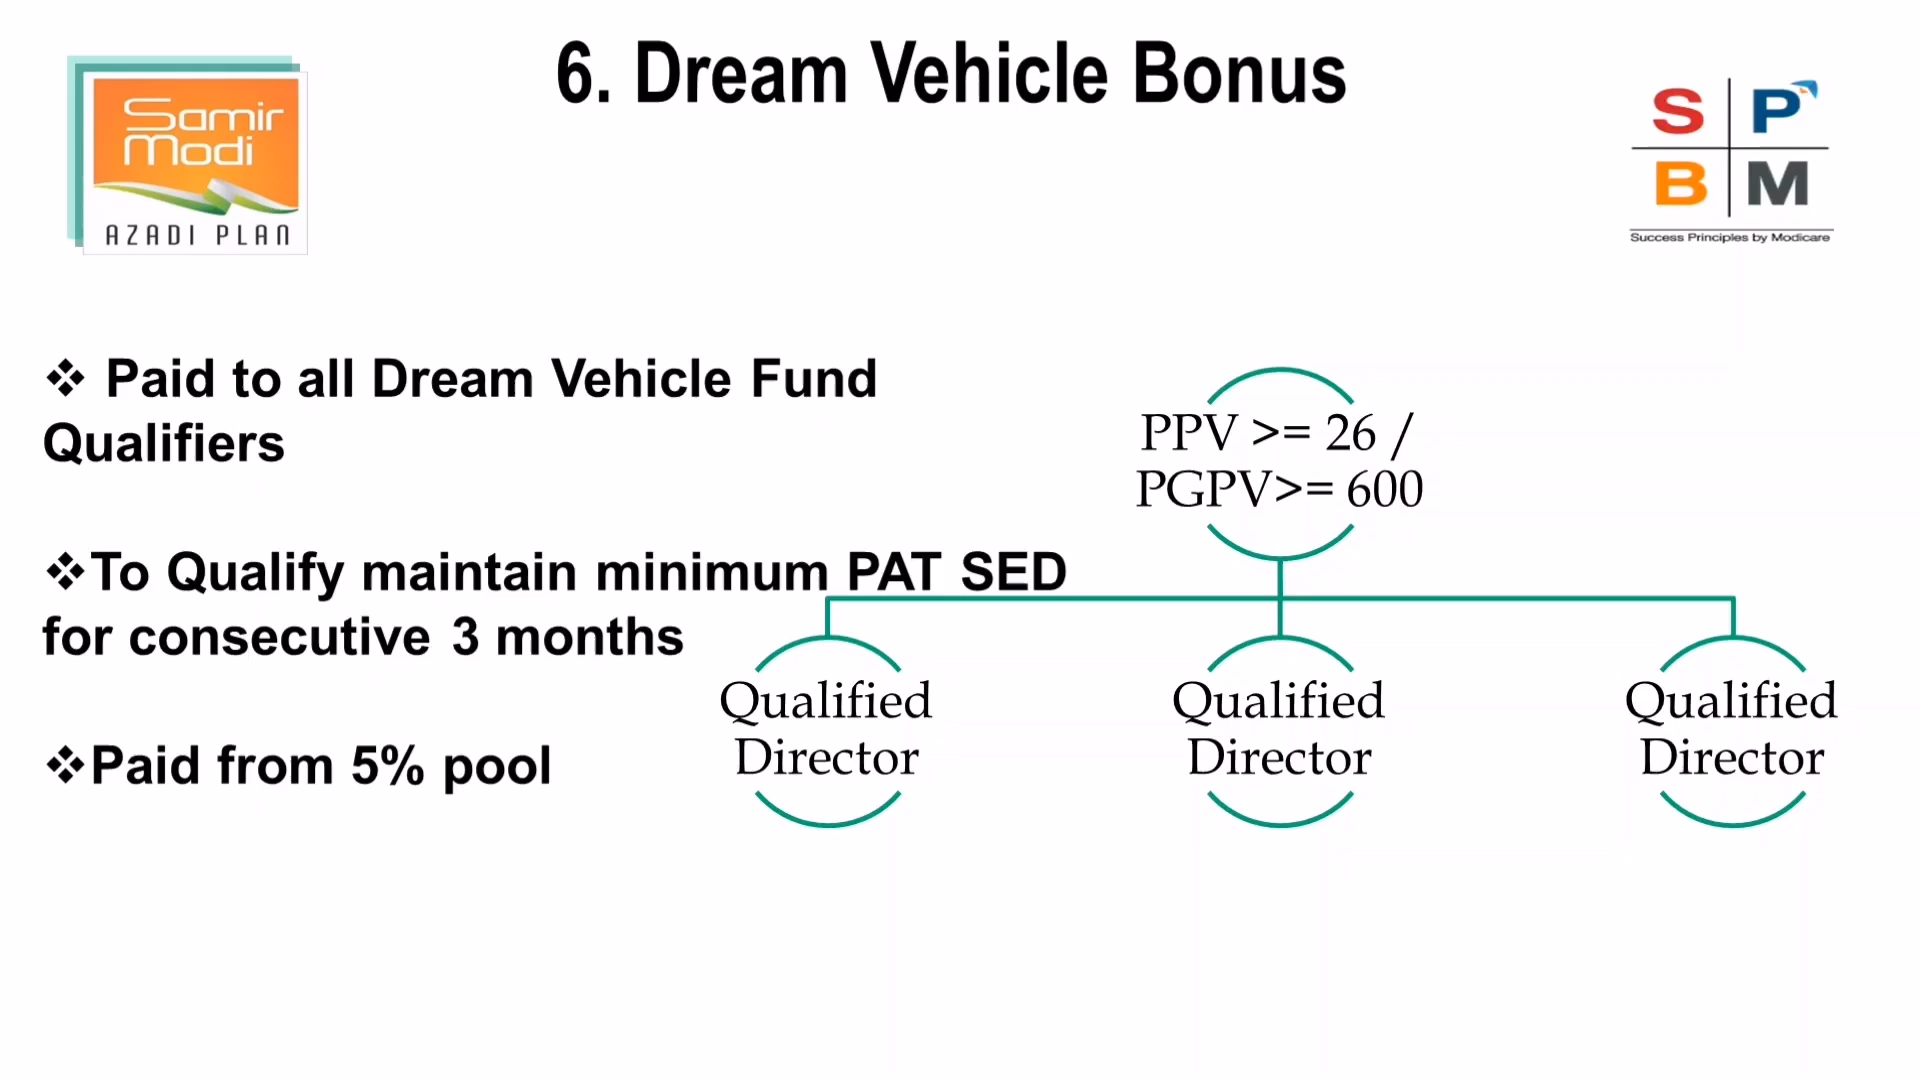 6. Dream Vehicle Bonus
Samir
Modi
AZADI PLAN
S P
B M
Success Principles by Modicare
❖ Paid to all Dream Vehicle Fund
Qualifiers
❖To Qualify maintain minimum PAT SED
for consecutive 3 months
❖Paid from 5% pool
PPV >= 26 /
PGPV>= 600
Qualified
Director
Qualified
Director
Qualified
Director